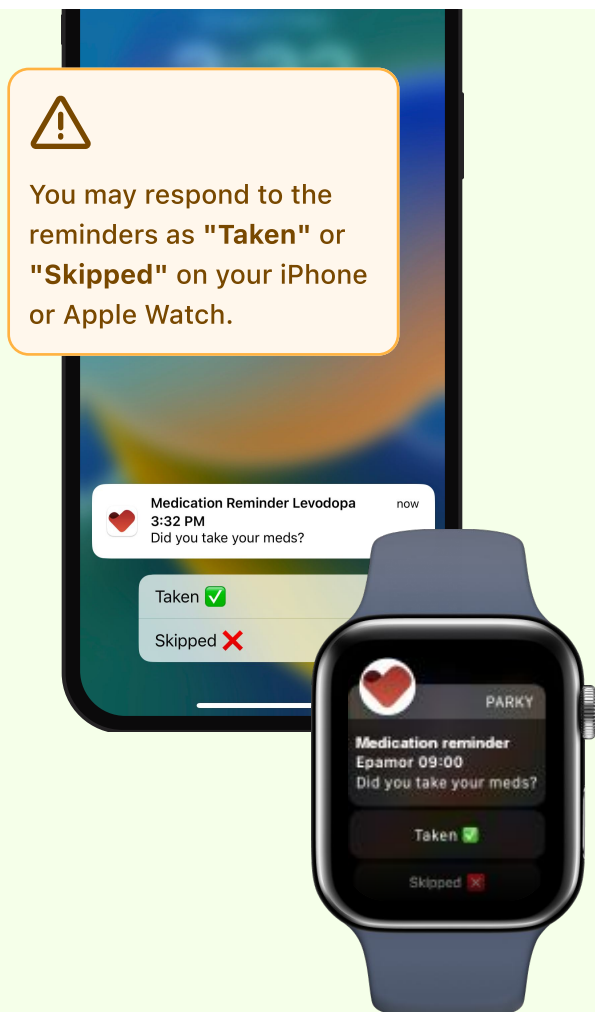 You may respond to the
reminders as "Taken" or
"Skipped" on your iPhone
or Apple Watch.
Medication Reminder Levodopa
now
3:32 PM
Did you take your meds?
Taken ✅
Skipped ❌
PARKY
Medication reminder
Epamor 09:00
Did you take your meds?
Taken ✅
Skipped ❌